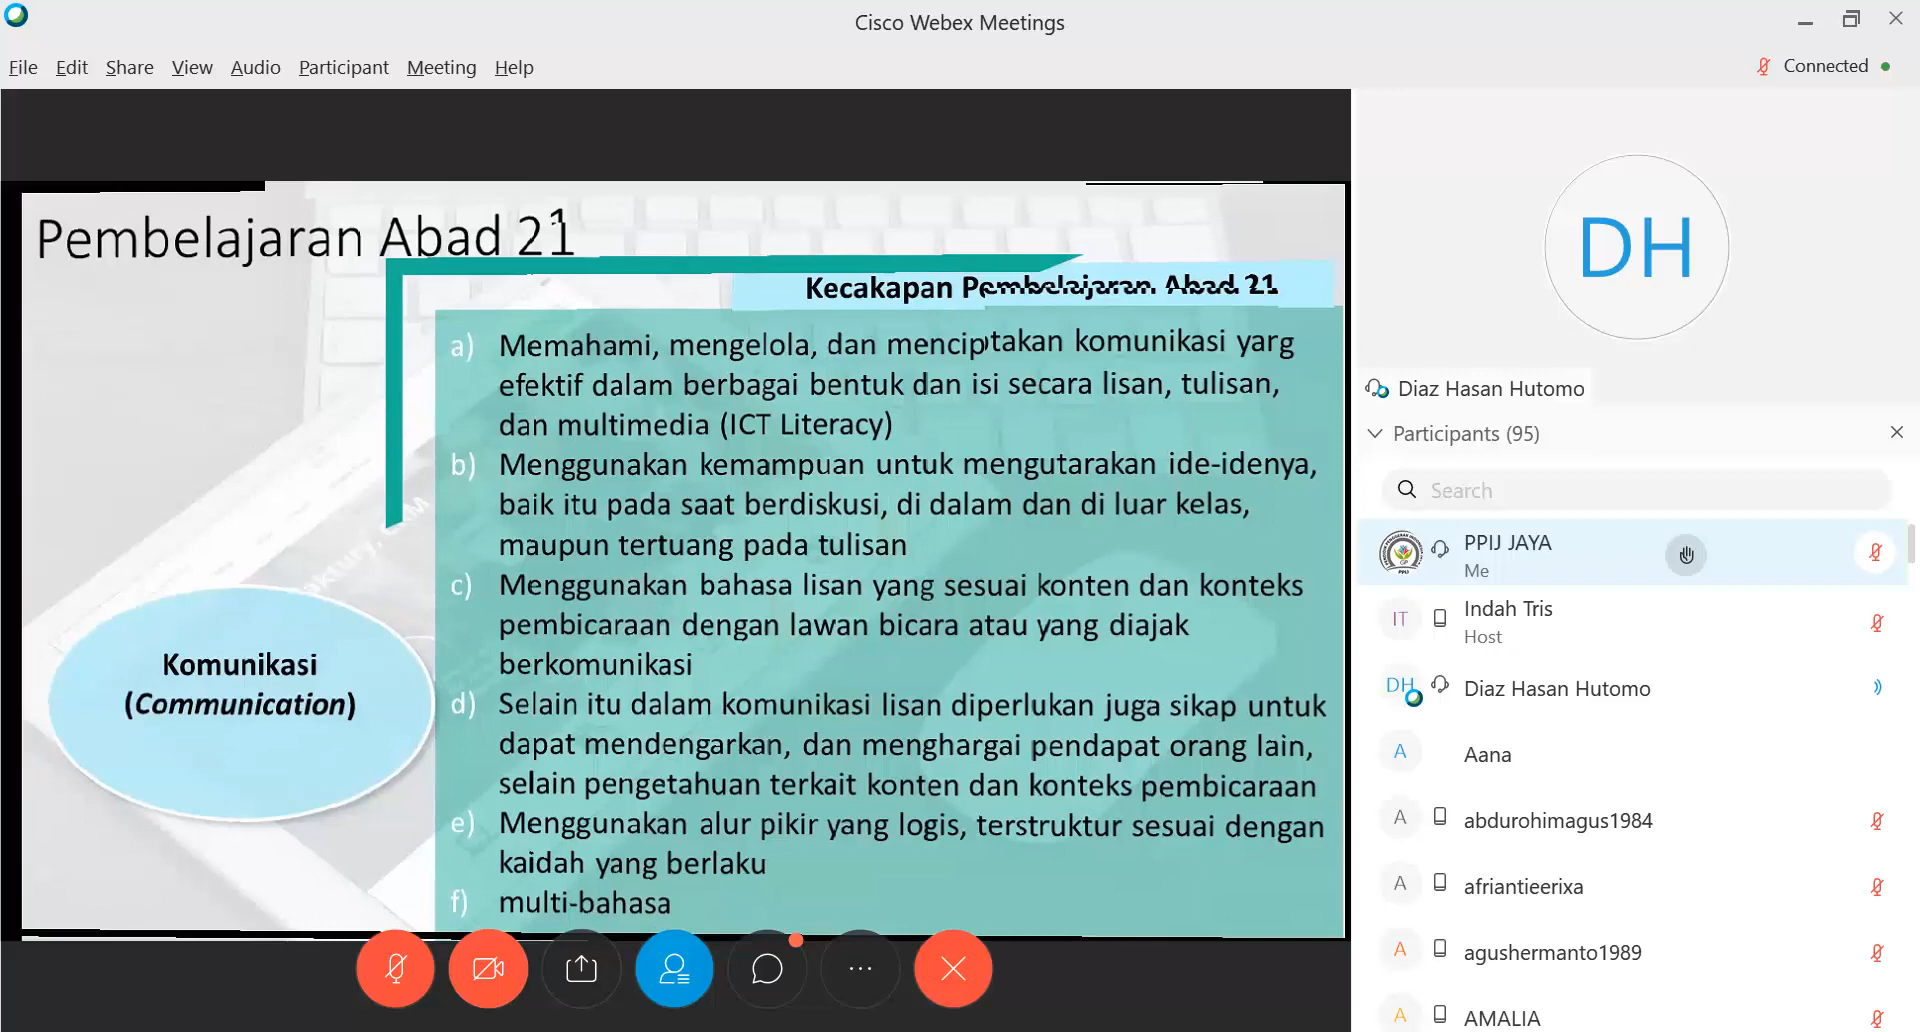 Cisco Webex Meetings
File Edit Share View Audio Participant Meeting Help
Connected
Pembelajaran Abad 21
Kecakapan Pembelajaran Abad 21
a) Memahami, mengelola, dan menciptakan komunikasi yarg
efektif dalam berbagai bentuk dan isi secara lisan, tulisan,
dan multimedia (ICT Literacy)
b) Menggunakan kemampuan untuk mengutarakan ide-idenya,
baik itu pada saat berdiskusi, di dalam dan di luar kelas,
maupun tertuang pada tulisan
c) Menggunakan bahasa lisan yang sesuai konten dan konteks
pembicaraan dengan lawan bicara atau yang diajak
berkomunikasi
d) Selain itu dalam komunikasi lisan diperlukan juga sikap untuk
dapat mendengarkan, dan menghargai pendapat orang lain,
selain pengetahuan terkait konten dan konteks pembicaraan
e) Menggunakan alur pikir yang logis, terstruktur sesuai dengan
kaidah yang berlaku
f) multi-bahasa
Komunikasi
(Communication)
DH
Diaz Hasan Hutomo
Participants (95)
Search
PPIJ JAYA
Me
IT Indah Tris
Host
DH Diaz Hasan Hutomo
A Aana
A abdurohimagus1984
A afriantieerixa
A agushermanto1989
A AMALIA